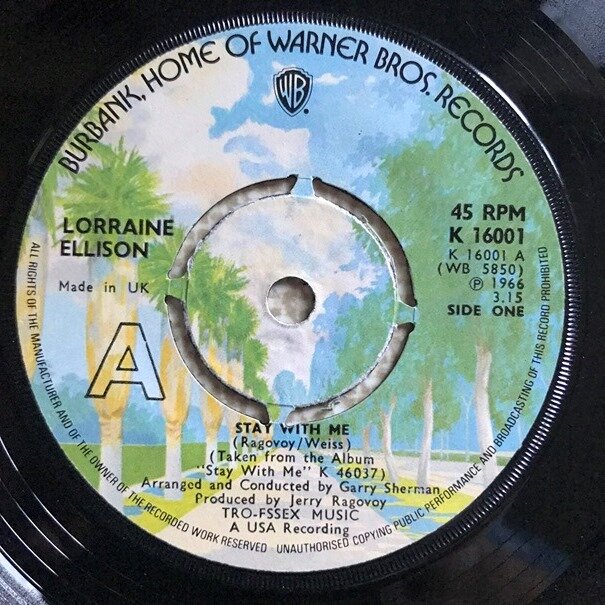 BURBANK, HOME OF WARNER BROS. RECORDS
WB
LORRAINE
ELLISON
Made in UK
A
45 RPM
K 16001
K 16001 A
(WB 5850)
℗ 1966
3.15
SIDE ONE
STAY WITH ME
(Ragovoy/Weiss)
(Taken from the Album
"Stay With Me" K 46037)
Arranged and Conducted by Garry Sherman
Produced by Jerry Ragovoy
TRO-FSSEX MUSIC
A USA Recording
ALL RIGHTS OF THE MANUFACTURER AND OF THE OWNER OF THE RECORDED WORK RESERVED · UNAUTHORISED COPYING PUBLIC PERFORMANCE AND BROADCASTING OF THIS RECORD PROHIBITED